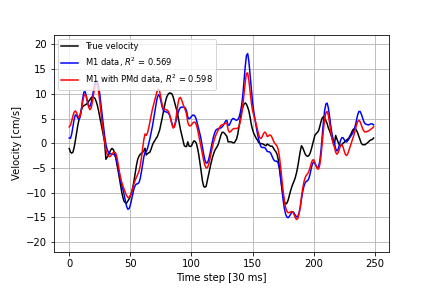 True velocity
M1 data, R² = 0.569
M1 with PMd data, R² = 0.598
Velocity [cm/s]
20
15
10
5
0
−5
−10
−15
−20
0 50 100 150 200 250
Time step [30 ms]